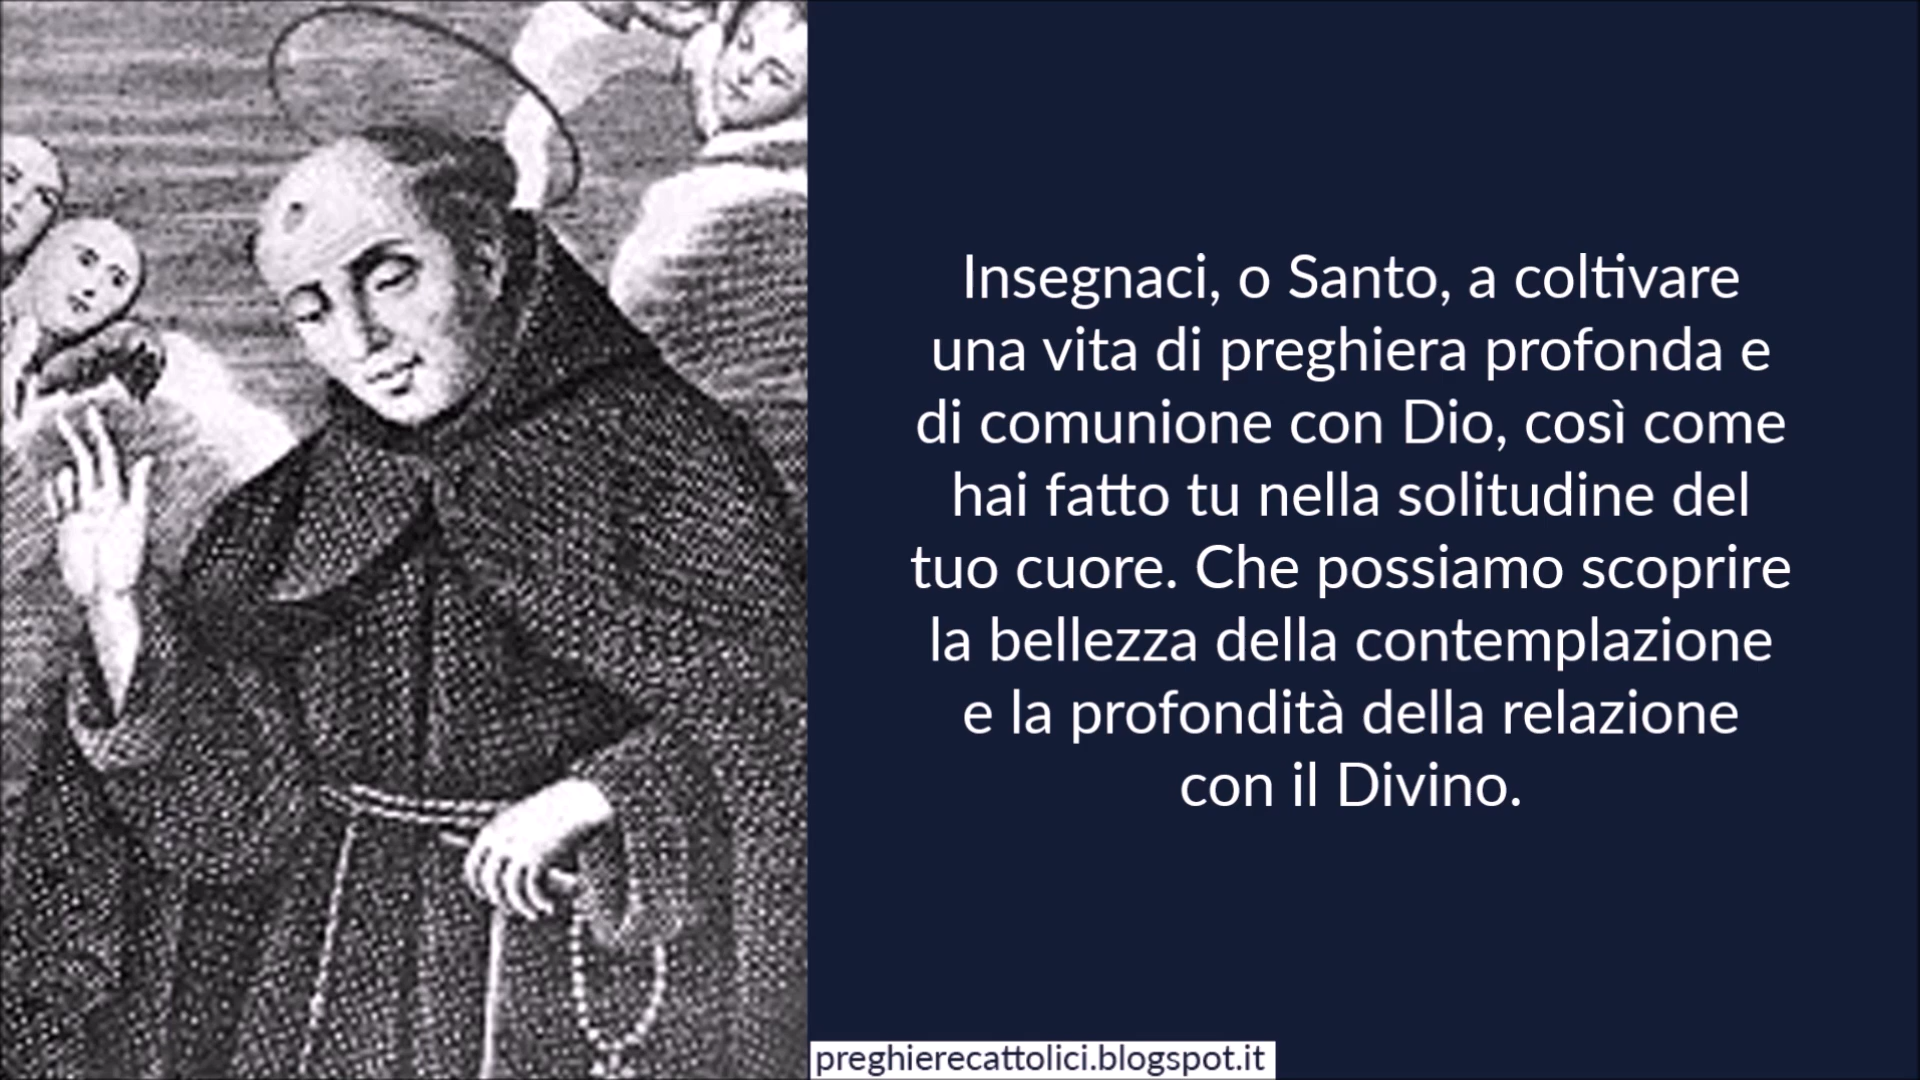 Insegnaci, o Santo, a coltivare
una vita di preghiera profonda e
di comunione con Dio, così come
hai fatto tu nella solitudine del
tuo cuore. Che possiamo scoprire
la bellezza della contemplazione
e la profondità della relazione
con il Divino.
preghierecattolici.blogspot.it